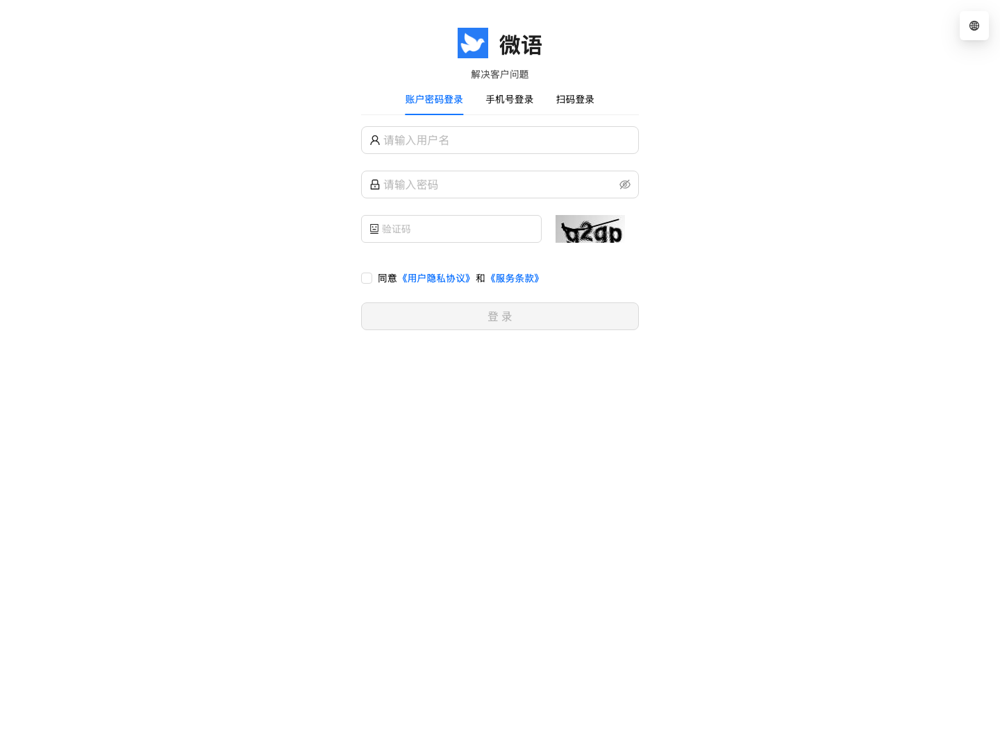 微语
解决客户问题
账户密码登录 手机号登录 扫码登录
请输入用户名
请输入密码
验证码
同意《用户隐私协议》和《服务条款》
登 录